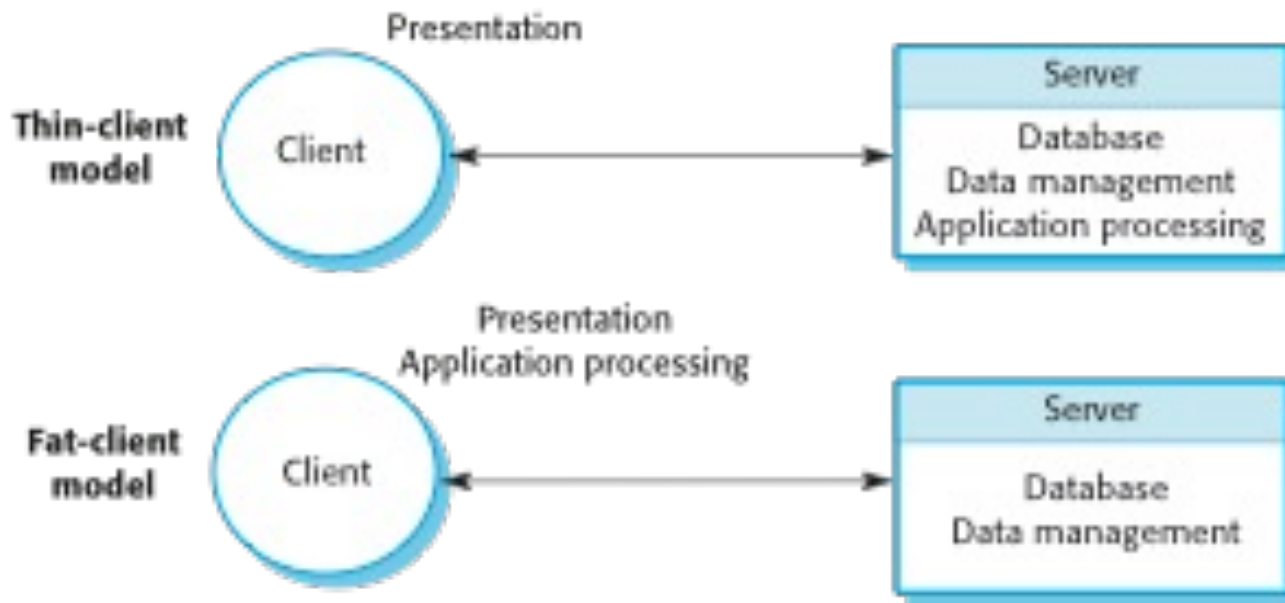 Presentation
Thin-client
model
Client
Server
Database
Data management
Application processing
Presentation
Application processing
Fat-client
model
Client
Server
Database
Data management